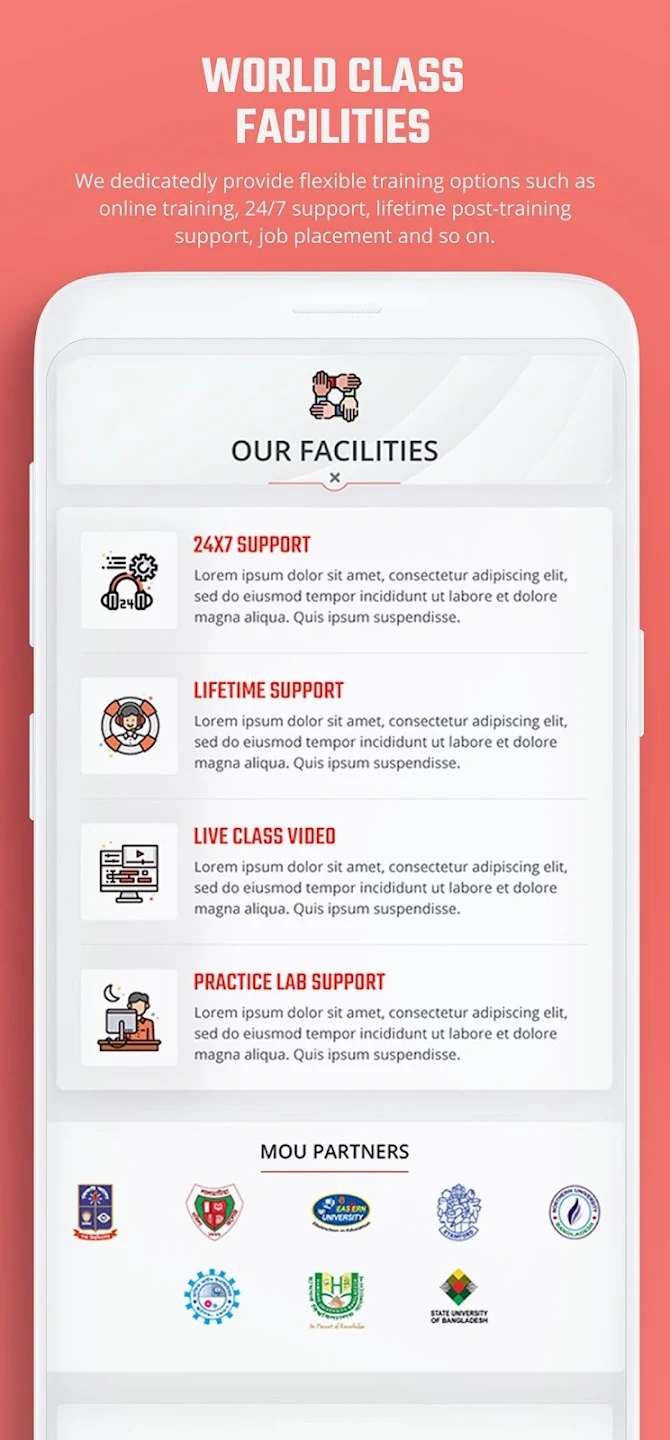 WORLD CLASS
FACILITIES
We dedicatedly provide flexible training options such as
online training, 24/7 support, lifetime post-training
support, job placement and so on.
OUR FACILITIES
24X7 SUPPORT
24
Lorem ipsum dolor sit amet, consectetur adipiscing elit,
sed do eiusmod tempor incididunt ut labore et dolore
magna aliqua. Quis ipsum suspendisse.
LIFETIME SUPPORT
Lorem ipsum dolor sit amet, consectetur adipiscing elit,
sed do eiusmod tempor incididunt ut labore et dolore
magna aliqua. Quis ipsum suspendisse.
LIVE CLASS VIDEO
Lorem ipsum dolor sit amet, consectetur adipiscing elit,
sed do eiusmod tempor incididunt ut labore et dolore
magna aliqua. Quis ipsum suspendisse.
PRACTICE LAB SUPPORT
Lorem ipsum dolor sit amet, consectetur adipiscing elit,
sed do eiusmod tempor incididunt ut labore et dolore
magna aliqua. Quis ipsum suspendisse.
MOU PARTNERS
EASTERN
UNIVERSITY
STAMFORD
NORTHERN UNIVERSITY
BANGLADESH
STATE UNIVERSITY
OF BANGLADESH